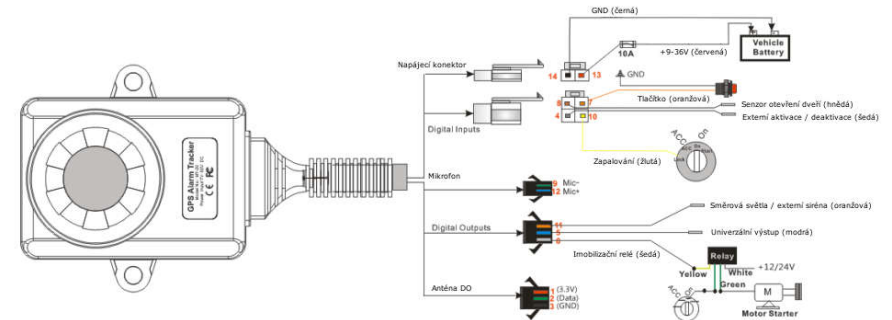 GND (černá)
10A
+9-36V (červená)
Vehicle
Battery
Napájecí konektor
14
13
GND
Tlačítko (oranžová)
8
7
4
10
Senzor otevření dveří (hnědá)
Externí aktivace / deaktivace (šedá)
Digital Inputs
ACC
On
Lock
Zapalování (žlutá)
GPS Alarm Tracker
CE FC
Mikrofon
9 Mic-
12 Mic+
Digital Outputs
11
5
6
Směrová světla / externí siréna (oranžová)
Univerzální výstup (modrá)
Imobilizační relé (šedá)
Relay
Yellow
White
+12/24V
Green
ACC
On
M
Motor Starter
Anténa DO
1 (3.3V)
2 (Data)
3 (GND)